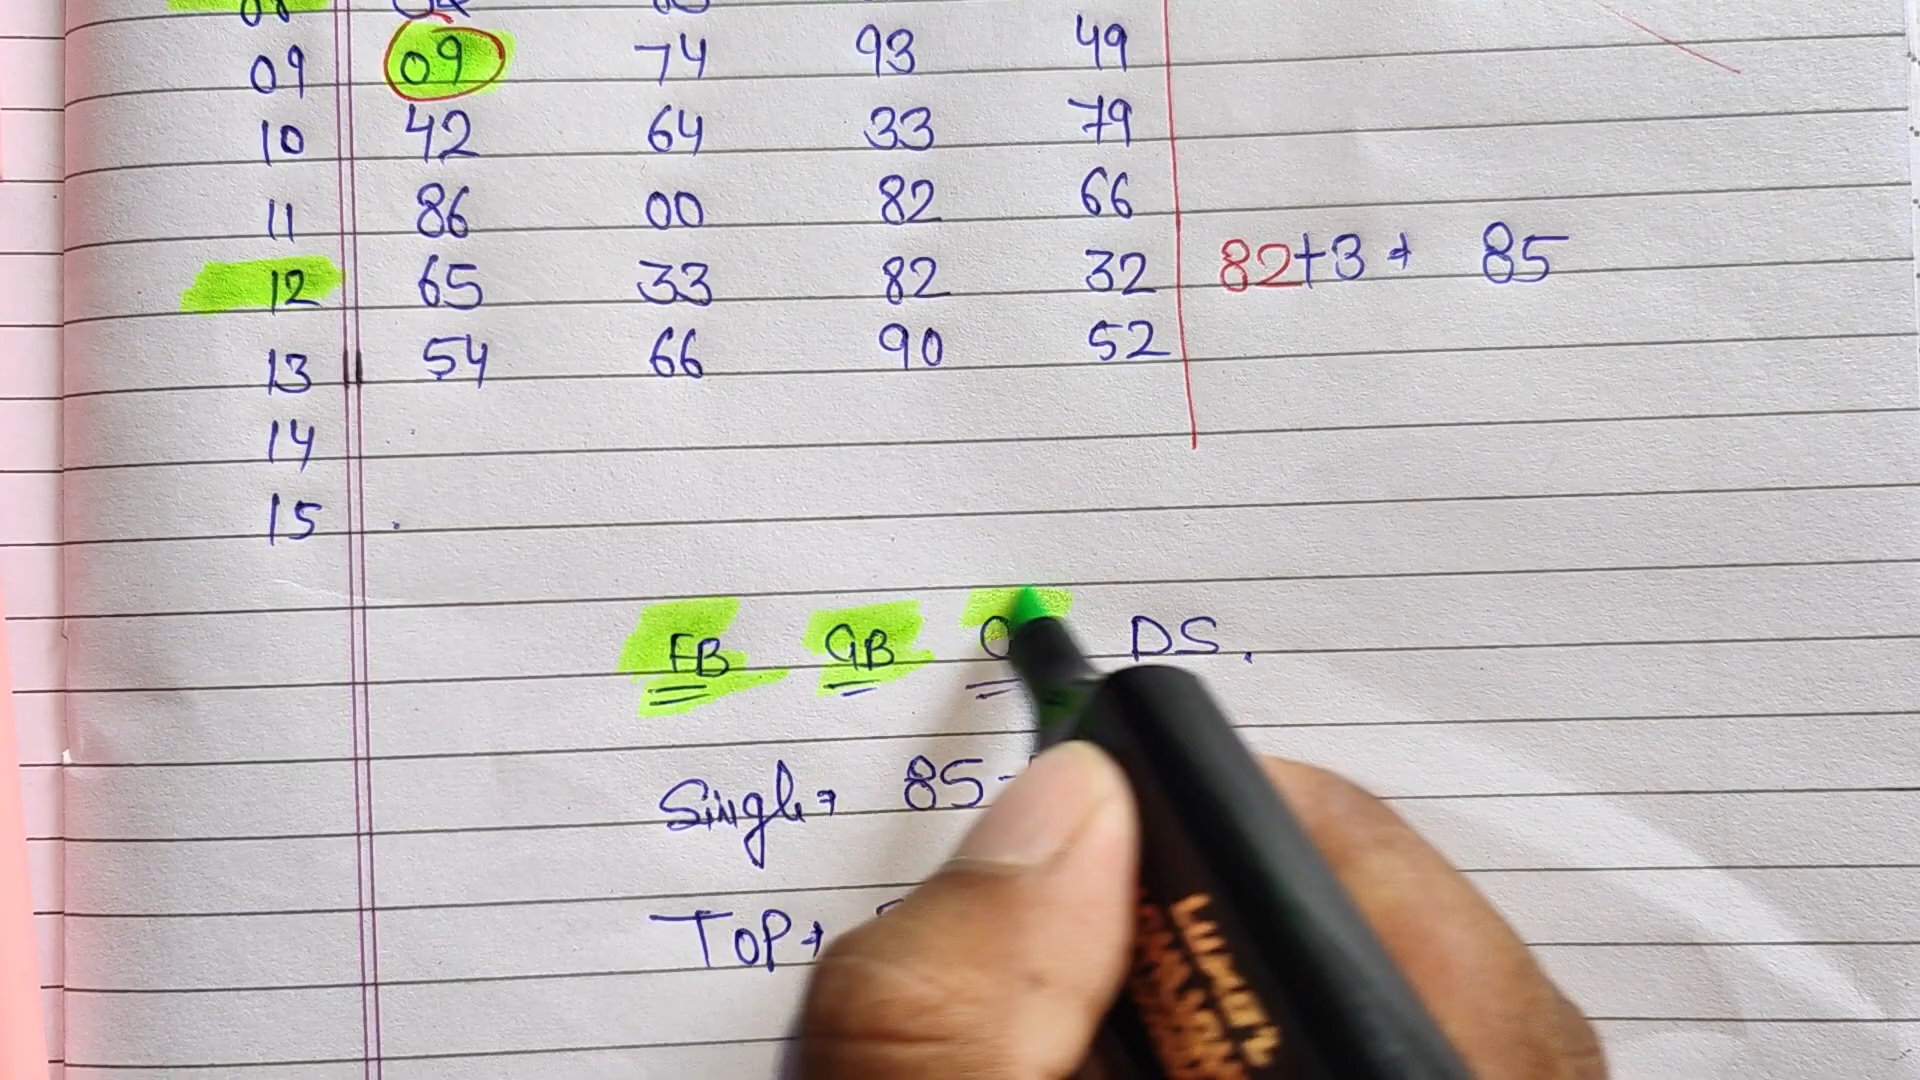 09 09 74 93 49
10 42 64 33 79
11 86 00 82 66
12 65 33 82 32 82+3→ 85
13 54 66 90 52
14
15
FB GB DS.
Single→ 85-
TOP→
LUXOR